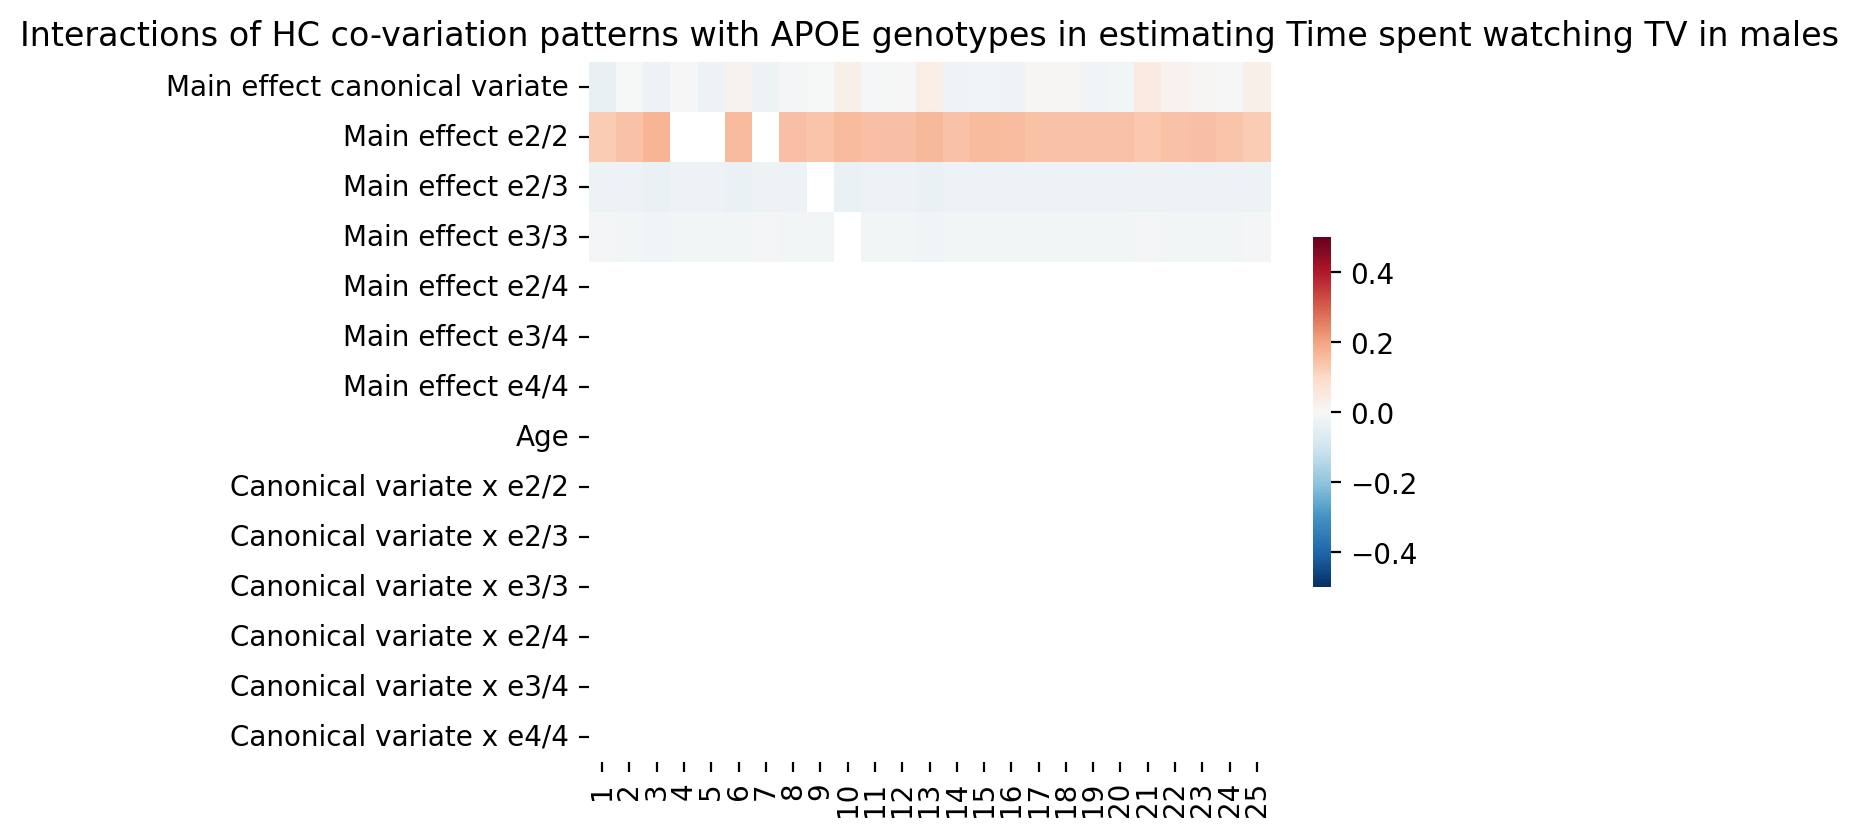 Interactions of HC co-variation patterns with APOE genotypes in estimating Time spent watching TV in males
Main effect canonical variate
Main effect e2/2
Main effect e2/3
Main effect e3/3
Main effect e2/4
Main effect e3/4
Main effect e4/4
Age
Canonical variate x e2/2
Canonical variate x e2/3
Canonical variate x e3/3
Canonical variate x e2/4
Canonical variate x e3/4
Canonical variate x e4/4
1 2 3 4 5 6 7 8 9 10 11 12 13 14 15 16 17 18 19 20 21 22 23 24 25
0.4
0.2
0.0
−0.2
−0.4